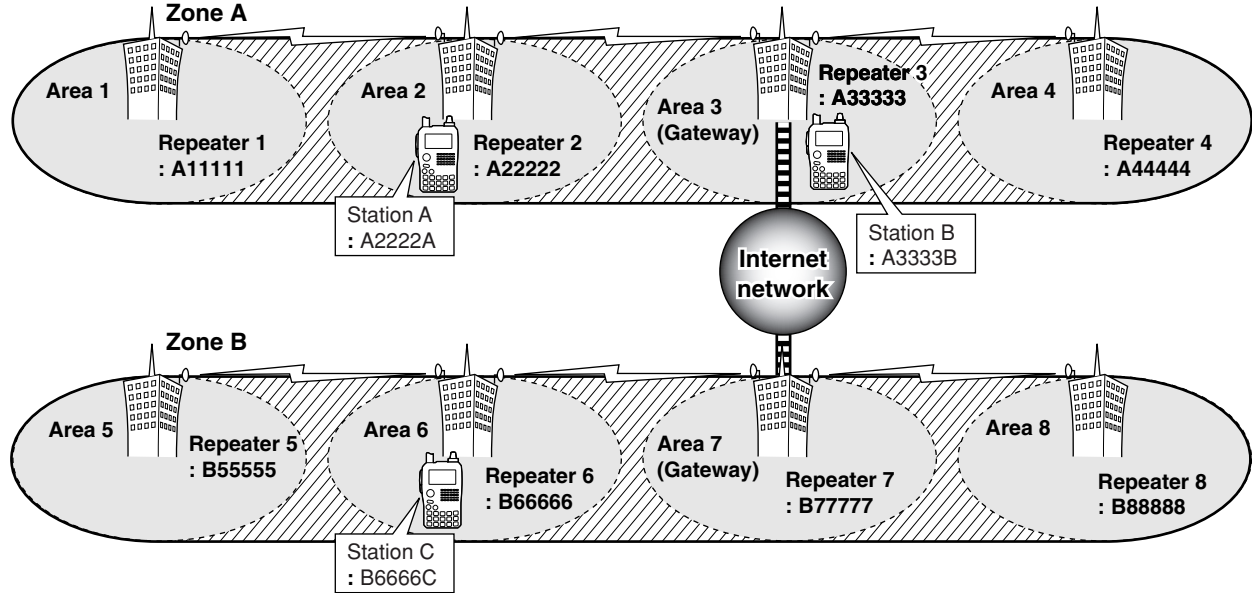 Zone A
Area 1
Repeater 1
: A11111
Area 2
Repeater 2
: A22222
Station A
: A2222A
Area 3
(Gateway)
Repeater 3
: A33333
Station B
: A3333B
Area 4
Repeater 4
: A44444
Internet
network
Zone B
Area 5
Repeater 5
: B55555
Area 6
Repeater 6
: B66666
Station C
: B6666C
Area 7
(Gateway)
Repeater 7
: B77777
Area 8
Repeater 8
: B88888